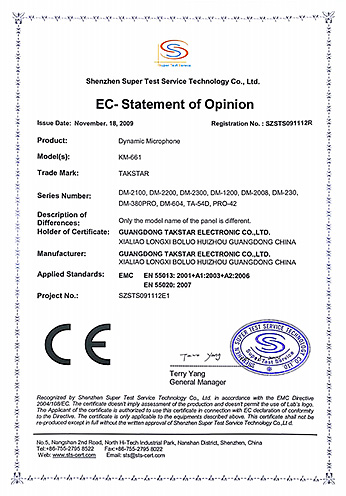 Super Test Service
Shenzhen Super Test Service Technology Co., Ltd.
EC- Statement of Opinion
Issue Date: November. 18, 2009 Registration No. : SZSTS091112R
Product: Dynamic Microphone
Model(s): KM-661
Trade Mark: TAKSTAR
Series Number: DM-2100, DM-2200, DM-2300, DM-1200, DM-2008, DM-230,
DM-380PRO, DM-604, TA-54D, PRO-42
Description of
Differences: Only the model name of the panel is different.
Holder of Certificate: GUANGDONG TAKSTAR ELECTRONIC CO.,LTD.
XIALIAO LONGXI BOLUO HUIZHOU GUANGDONG CHINA
Manufacturer: GUANGDONG TAKSTAR ELECTRONIC CO.,LTD.
XIALIAO LONGXI BOLUO HUIZHOU GUANGDONG CHINA
Applied Standards: EMC EN 55013: 2001+A1:2003+A2:2006
EN 55020: 2007
Project No.: SZSTS091112E1
CE
SUPER TEST SERVICE TECHNOLOGY CO LTD
Super Test Service
Terry Yang
Terry Yang
General Manager
Recognized by Shenzhen Super Test Service Technology Co., Ltd. in accordance with the EMC Directive
2004/108/EC. The certificate doesn't imply assessment of the production and doesn't permit the use of Lab's logo.
The Applicant of the certificate is authorized to use this certificate in connection with EC declaration of conformity
to the Directive. The certificate is only applicable to the equipments described above. This certificate shall not be
re-produced except in full without the written approval of Shenzhen Super Test Service Technology Co.,Lt d.
No.5, Nangshan 2nd Road, North Hi-Tech Industrial Park, Nanshan District, Shenzhen, China
Tel:+86-755-2795 8522 Fax:+86-755-2795 8022
Web: www.sts-cert.com Email: sts@sts-cert.com